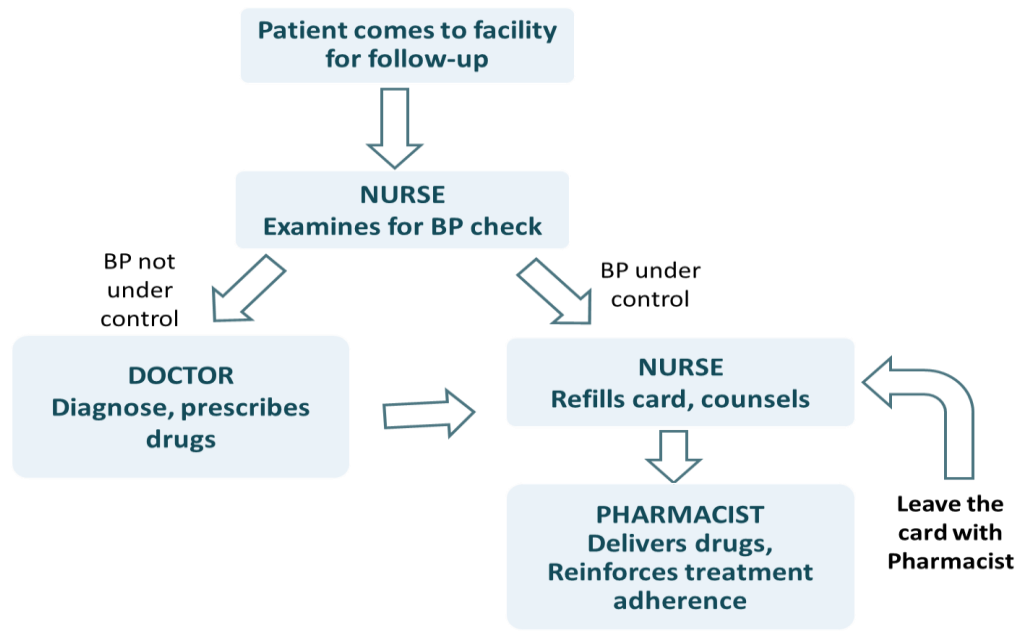 Patient comes to facility
for follow-up
NURSE
Examines for BP check
BP not
under
control
BP under
control
DOCTOR
Diagnose, prescribes
drugs
NURSE
Refills card, counsels
PHARMACIST
Delivers drugs,
Reinforces treatment
adherence
Leave the
card with
Pharmacist